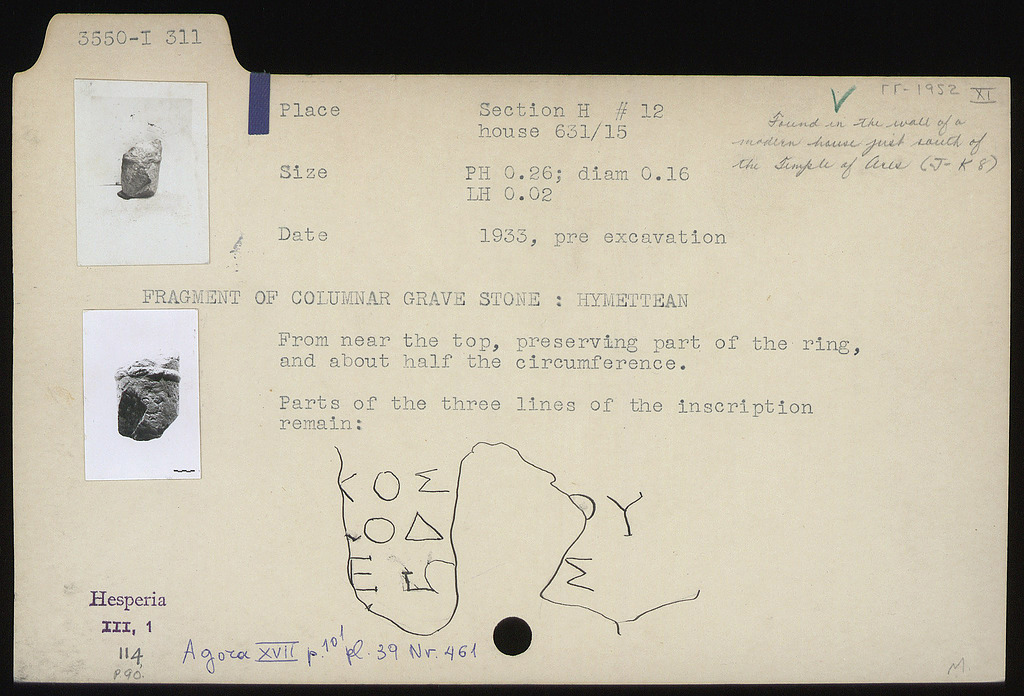 3550-I 311
ΓΓ-1952 XI
Place Section H # 12
house 631/15
Found in the wall of a
modern house just south of
the Temple of Ares (J-K 8)
Size PH 0.26; diam 0.16
LH 0.02
Date 1933, pre excavation
FRAGMENT OF COLUMNAR GRAVE STONE : HYMETTEAN
From near the top, preserving part of the ring,
and about half the circumference.
Parts of the three lines of the inscription
remain:
ΚΟΣ ΟΥ
ΟΔ
Σ
Hesperia
III, 1
114
p90.
Agora XVII p.101 pl. 39 Nr. 461
M.